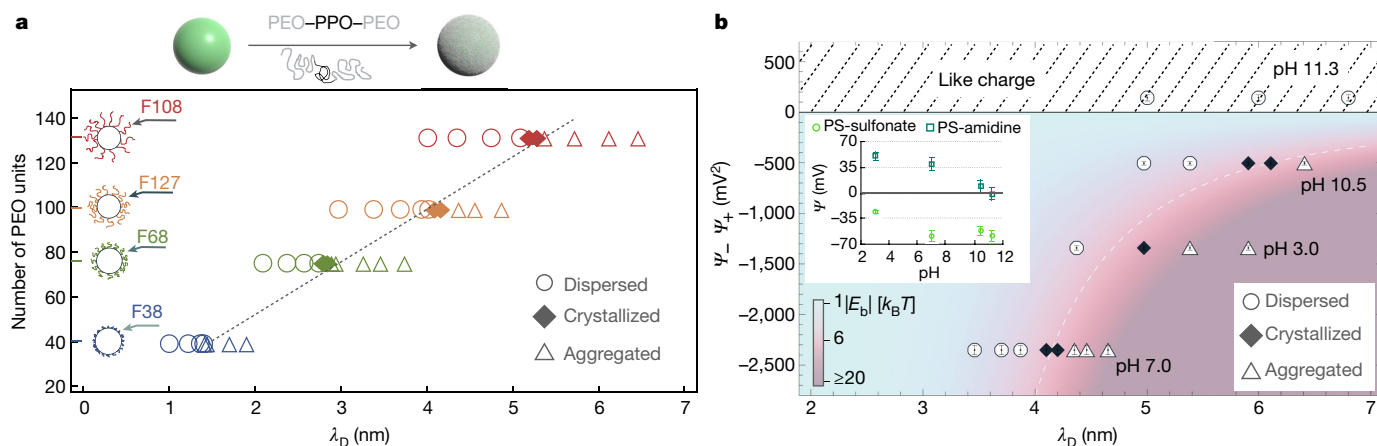 a
PEO–PPO–PEO
Number of PEO units
140
120
100
80
60
40
20
F108
F127
F68
F38
Dispersed
Crystallized
Aggregated
0 1 2 3 4 5 6 7
λD (nm)
b
Ψ− Ψ+ (mV²)
500
0
−500
−1,000
−1,500
−2,000
−2,500
Like charge
pH 11.3
PS-sulfonate PS-amidine
Ψ (mV)
70
35
0
−35
−70
0 2 4 6 8 10 12
pH
pH 10.5
pH 3.0
pH 7.0
1 |Eb| [kBT]
6
≥20
Dispersed
Crystallized
Aggregated
2 3 4 5 6 7
λD (nm)